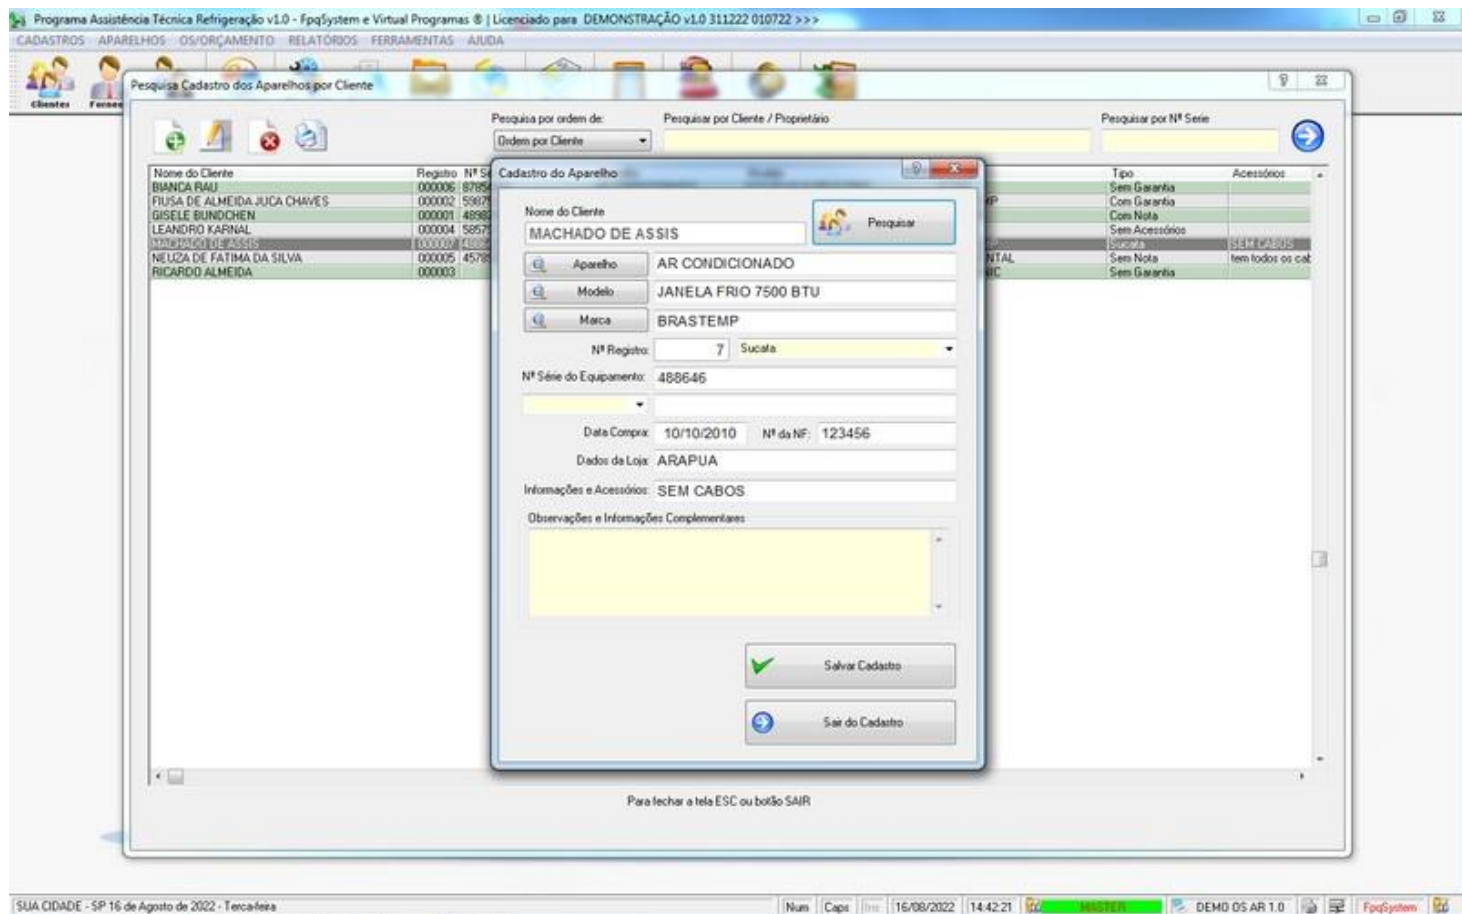 Programa Assistência Técnica Refrigeração v1.0 - FpqSystem e Virtual Programas ® | Licenciado para DEMONSTRAÇÃO v1.0 311222 010722 >>>
CADASTROS APARELHOS OS/ORÇAMENTO RELATÓRIOS FERRAMENTAS AJUDA
Clientes
Pesquisa Cadastro dos Aparelhos por Cliente
Pesquisa por ordem de: Pesquisar por Cliente / Proprietário Pesquisar por Nº Serie
Ordem por Cliente
Nome do Cliente Registro Nº Tipo Acessórios
BIANCA RAU 000006 Sem Garantia
FIUSA DE ALMEIDA JUCA CHAVES 000002 Com Garantia
GISELE BUNDCHEN 000001 Com Nota
LEANDRO KARNAL 000004 Sem Acessórios
MACHADO DE ASSIS 000007 Sucata SEM CABOS
NEUZA DE FATIMA DA SILVA 000005 Sem Nota tem todos os cab
RICARDO ALMEIDA 000003 Sem Garantia
Cadastro do Aparelho
Nome do Cliente
MACHADO DE ASSIS Pesquisar
Aparelho AR CONDICIONADO
Modelo JANELA FRIO 7500 BTU
Marca BRASTEMP
Nº Registro: 7 Sucata
Nº Série do Equipamento: 488646
Data Compra: 10/10/2010 Nº da NF: 123456
Dados da Loja: ARAPUA
Informações e Acessórios: SEM CABOS
Observações e Informações Complementares
Salvar Cadastro
Sair do Cadastro
Para fechar a tela ESC ou botão SAIR
SUA CIDADE - SP 16 de Agosto de 2022 - Terca-feira Num Caps Ins 16/08/2022 14:42:21 MASTER DEMO OS AR 1.0 FpqSystem